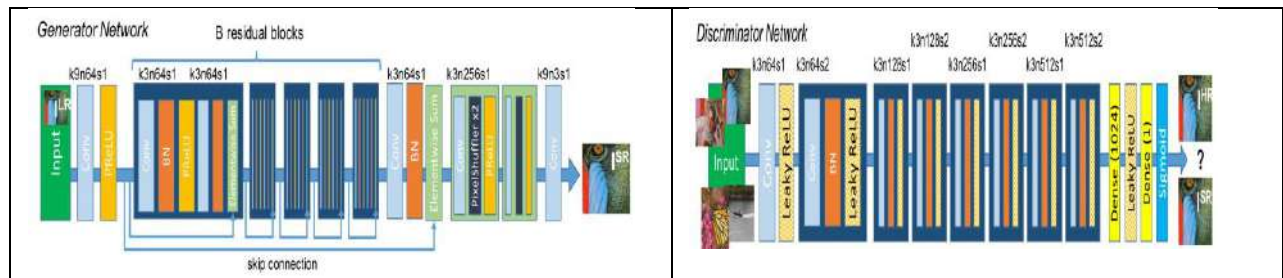 Generator Network
B residual blocks
k9n64s1
k3n64s1 k3n64s1
k3n64s1
k3n256s1
k9n3s1
Input
I LR
Conv
PReLU
Conv
BN
PReLU
Elementwise Sum
Conv
BN
Elementwise Sum
Conv
PixelShuffler x2
PReLU
Conv
I SR
skip connection
Discriminator Network
k3n128s2
k3n256s2
k3n512s2
k3n64s1
k3n64s2
k3n128s1
k3n256s1
k3n512s1
Input
Conv
Leaky ReLU
Conv
BN
Leaky ReLU
Dense (1024)
Leaky ReLU
Dense (1)
Sigmoid
I HR
?
I SR